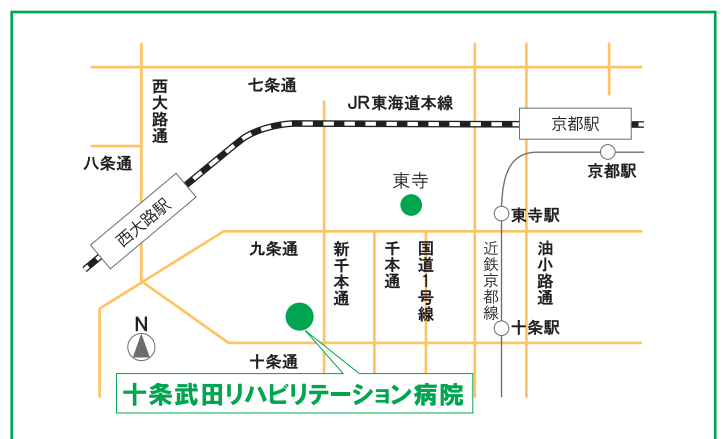 七条通
西大路通
JR東海道本線
京都駅
八条通
京都駅
東寺
西大路駅
東寺駅
九条通
新千本通
千本通
国道1号線
近鉄京都線
油小路通
N
十条駅
十条通
十条武田リハビリテーション病院